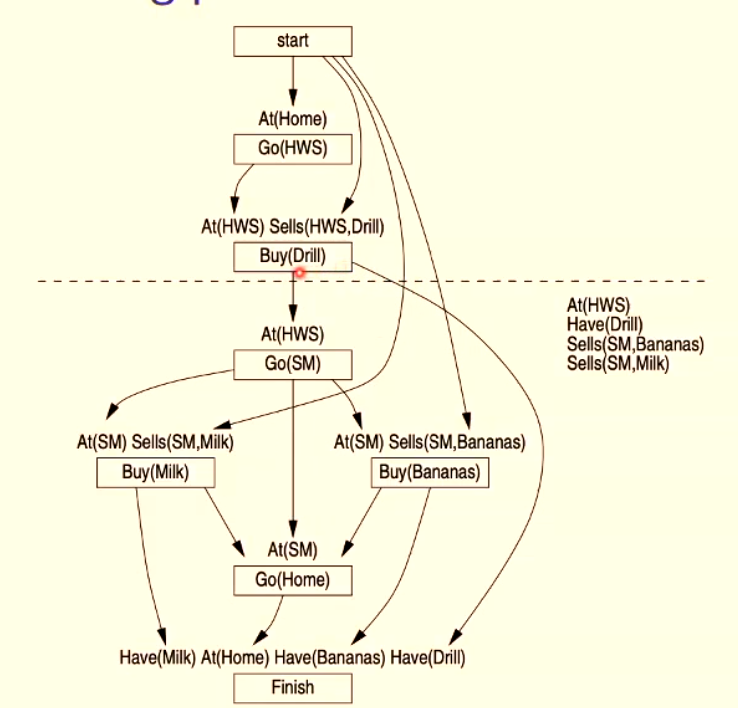 start
At(Home)
Go(HWS)
At(HWS) Sells(HWS,Drill)
Buy(Drill)
At(HWS)
Have(Drill)
Sells(SM,Bananas)
Sells(SM,Milk)
At(HWS)
Go(SM)
At(SM) Sells(SM,Milk)
At(SM) Sells(SM,Bananas)
Buy(Milk)
Buy(Bananas)
At(SM)
Go(Home)
Have(Milk) At(Home) Have(Bananas) Have(Drill)
Finish